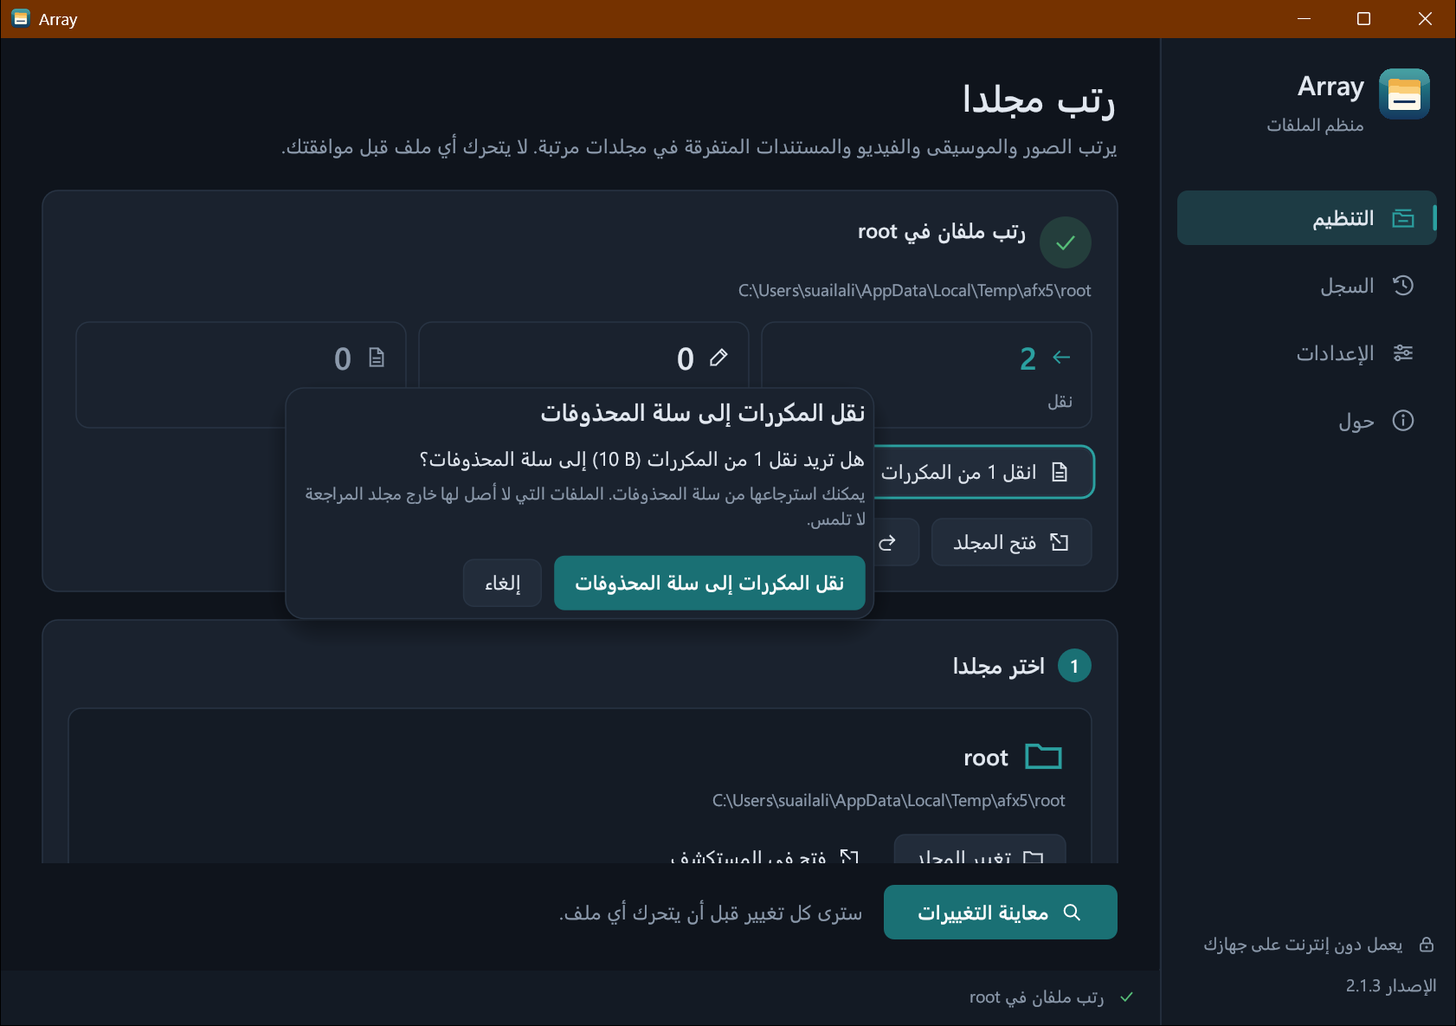 Array
Array
منظم الملفات
التنظيم
السجل
الإعدادات
حول
يعمل دون إنترنت على جهازك
الإصدار 2.1.3
رتب مجلدا
يرتب الصور والموسيقى والفيديو والمستندات المتفرقة في مجلدات مرتبة. لا يتحرك أي ملف قبل موافقتك.
رتب ملفان في root
C:\Users\suailali\AppData\Local\Temp\afx5\root
2
نقل
0
0
انقل 1 من المكررات
فتح المجلد
نقل المكررات إلى سلة المحذوفات
هل تريد نقل 1 من المكررات (10 B) إلى سلة المحذوفات؟
يمكنك استرجاعها من سلة المحذوفات. الملفات التي لا أصل لها خارج مجلد المراجعة
لا تلمس.
نقل المكررات إلى سلة المحذوفات
إلغاء
1
اختر مجلدا
root
C:\Users\suailali\AppData\Local\Temp\afx5\root
تغيير المجلد
فتح في المستكشف
معاينة التغييرات
سترى كل تغيير قبل أن يتحرك أي ملف.
رتب ملفان في root